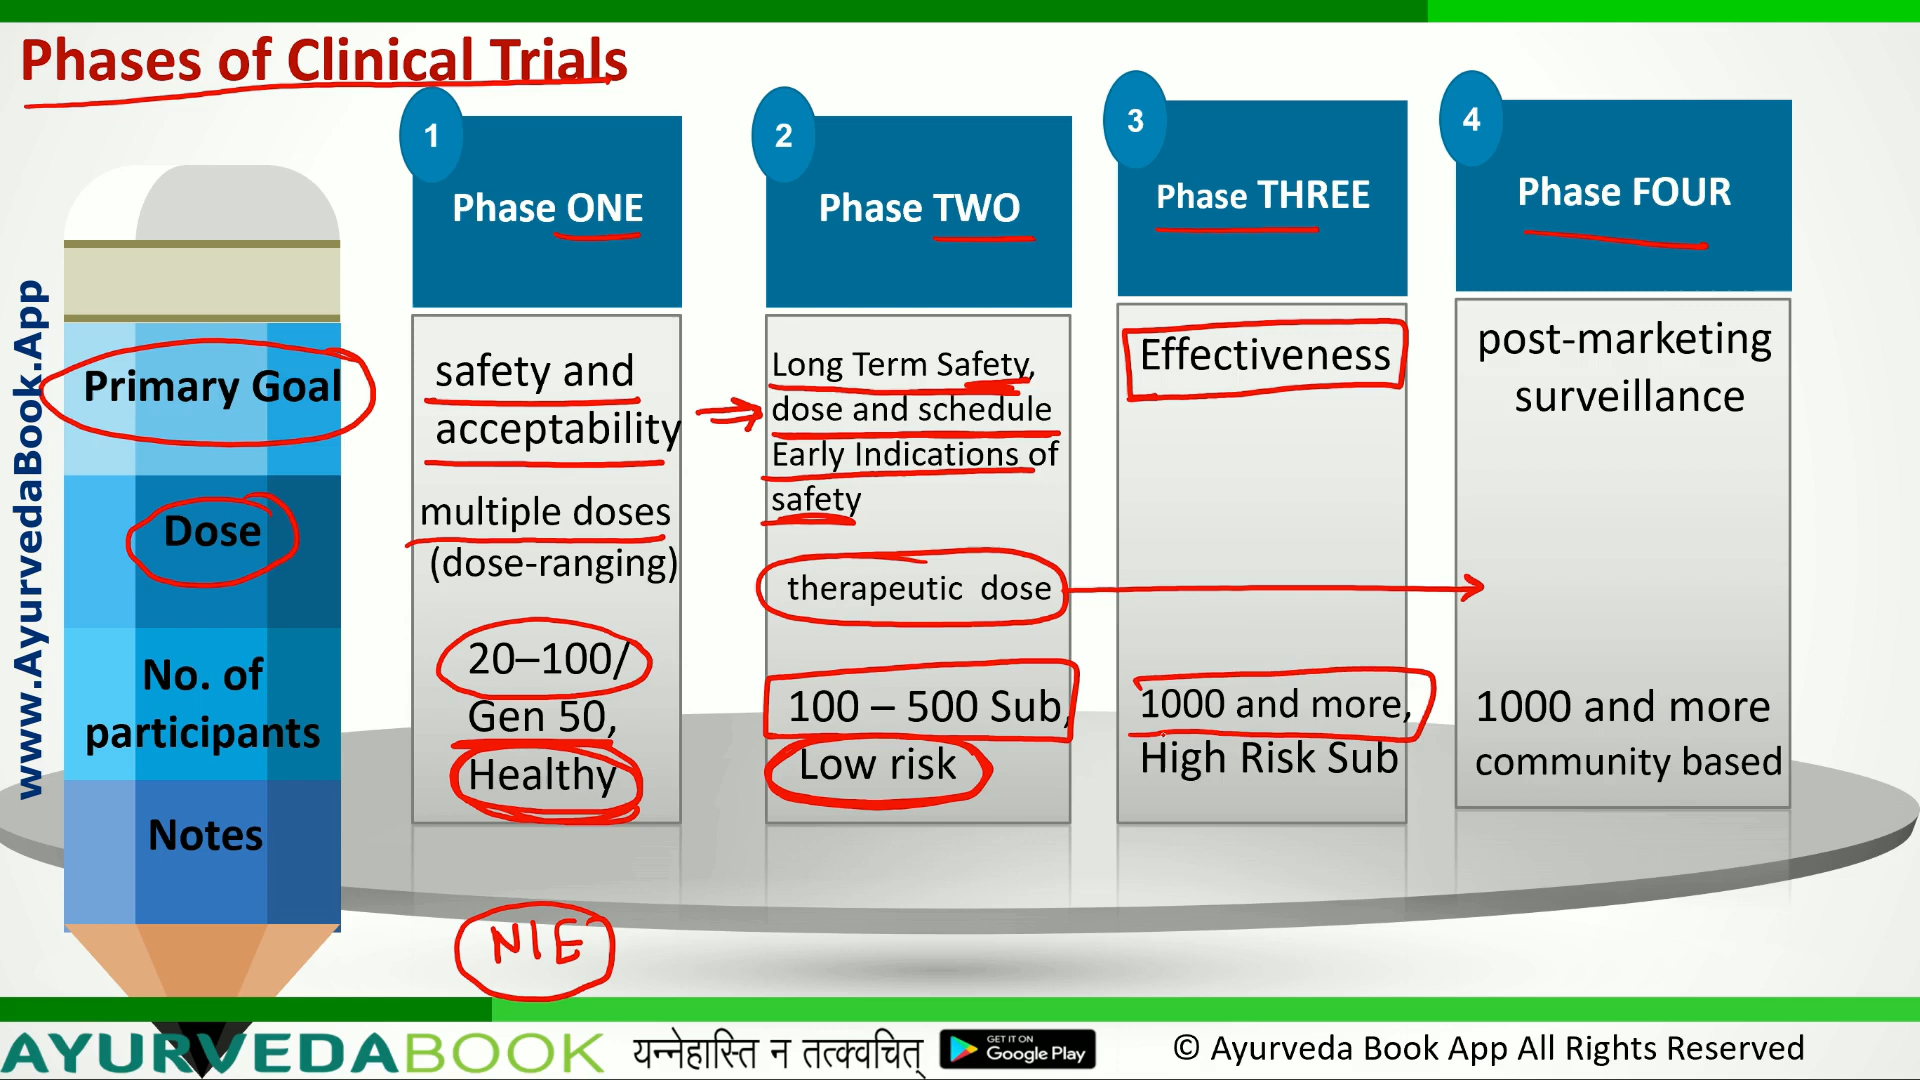 Phases of Clinical Trials
www.AyurvedaBook.App
Primary Goal
Dose
No. of
participants
Notes
1
Phase ONE
safety and
acceptability
multiple doses
(dose-ranging)
20–100/
Gen 50,
Healthy
NIE
2
Phase TWO
Long Term Safety,
dose and schedule
Early Indications of
safety
therapeutic dose
100 – 500 Sub,
Low risk
3
Phase THREE
Effectiveness
1000 and more,
High Risk Sub
4
Phase FOUR
post-marketing
surveillance
1000 and more
community based
AYURVEDABOOK
यन्नेहास्ति न तत्क्वचित्
GET IT ON
Google Play
© Ayurveda Book App All Rights Reserved